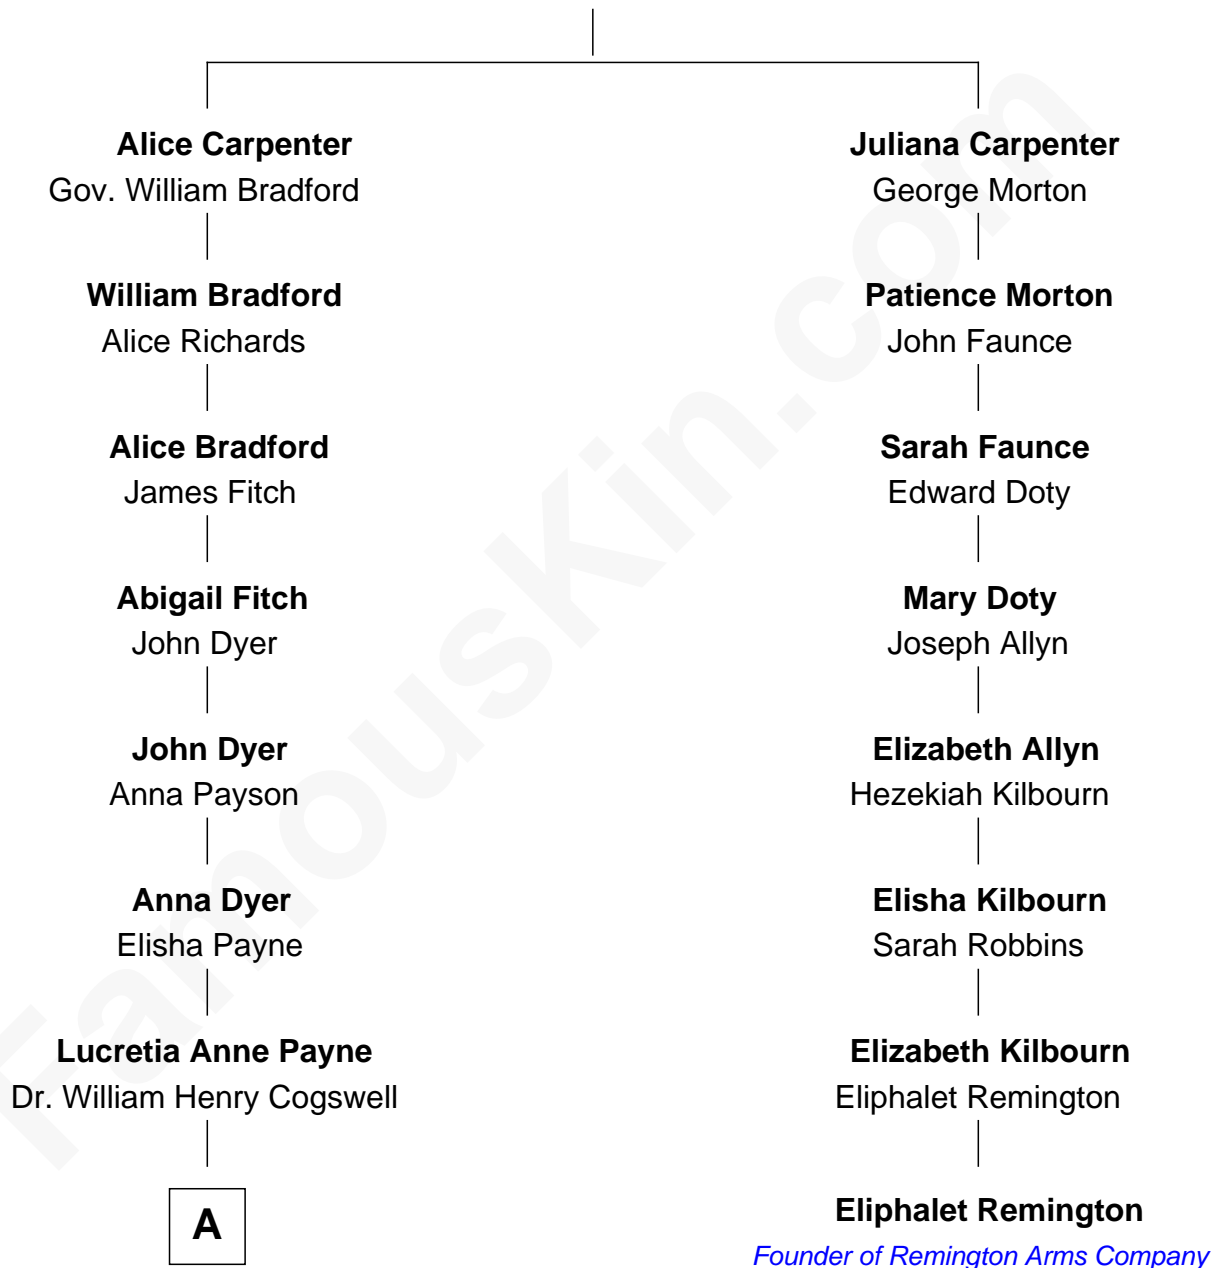 Alice Carpenter
Gov. William Bradford
William Bradford
Alice Richards
Alice Bradford
James Fitch
Abigail Fitch
John Dyer
John Dyer
Anna Payson
Anna Dyer
Elisha Payne
Lucretia Anne Payne
Dr. William Henry Cogswell
A
Juliana Carpenter
George Morton
Patience Morton
John Faunce
Sarah Faunce
Edward Doty
Mary Doty
Joseph Allyn
Elizabeth Allyn
Hezekiah Kilbourn
Elisha Kilbourn
Sarah Robbins
Elizabeth Kilbourn
Eliphalet Remington
Eliphalet Remington
Founder of Remington Arms Company
FamousKin.com